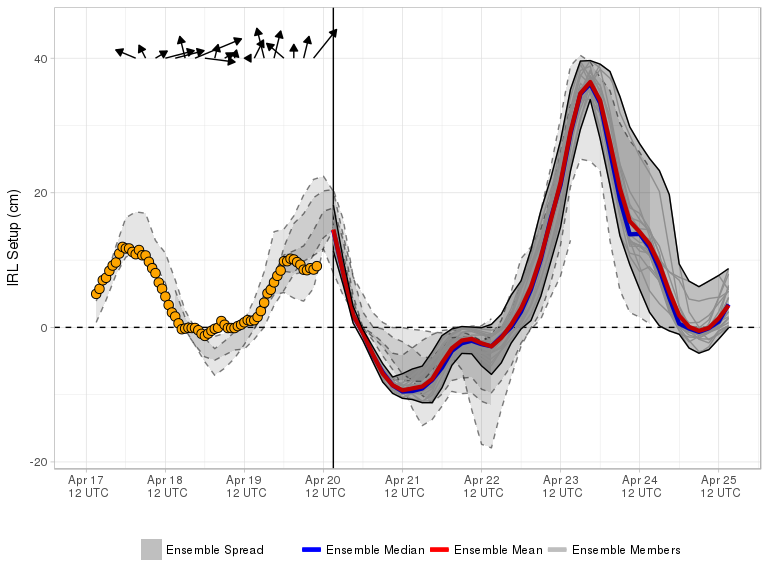 40
20
0
-20
IRL Setup (cm)
Apr 17
12 UTC
Apr 18
12 UTC
Apr 19
12 UTC
Apr 20
12 UTC
Apr 21
12 UTC
Apr 22
12 UTC
Apr 23
12 UTC
Apr 24
12 UTC
Apr 25
12 UTC
Ensemble Spread
Ensemble Median
Ensemble Mean
Ensemble Members